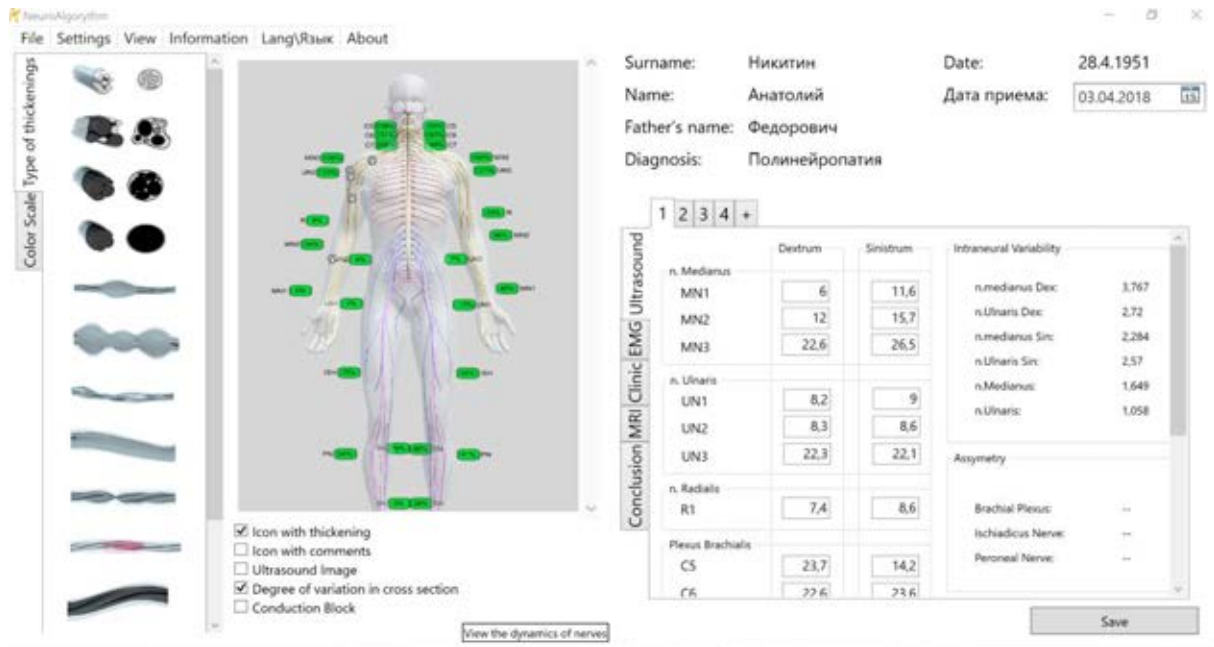 NeuroAlgorythm
File Settings View Information Lang\Язык About
Type of thickenings
Color Scale
Surname: Никитин
Date: 28.4.1951
Name: Анатолий
Дата приема: 03.04.2018 15
Father's name: Федорович
Diagnosis: Полинейропатия
1 2 3 4 +
Ultrasound
EMG
Clinic
MRI
Conclusion
Dextrum Sinistrum
n. Medianus
MN1 6 11,6
MN2 12 15,7
MN3 22,6 26,5
n. Ulnaris
UN1 8,2 9
UN2 8,3 8,6
UN3 22,3 22,1
n. Radialis
R1 7,4 8,6
Plexus Brachialis
C5 23,7 14,2
C6 22,6 23,6
Intraneural Variability
n.medianus Dex: 3,767
n.Ulnaris Dex: 2,72
n.medianus Sin: 2,284
n.Ulnaris Sin: 2,57
n.Medianus: 1,649
n.Ulnaris: 1,058
Assymetry
Brachial Plexus: --
Ischiadicus Nerve: --
Peroneal Nerve: --
Icon with thickening
Icon with comments
Ultrasound Image
Degree of variation in cross section
Conduction Block
View the dynamics of nerves
Save